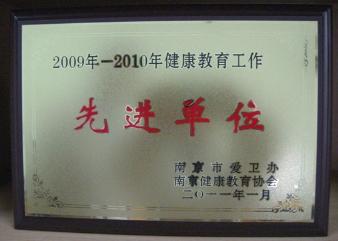 2009年-2010年健康教育工作
先进单位
南京市爱卫办
南京健康教育协会
二〇一一年一月